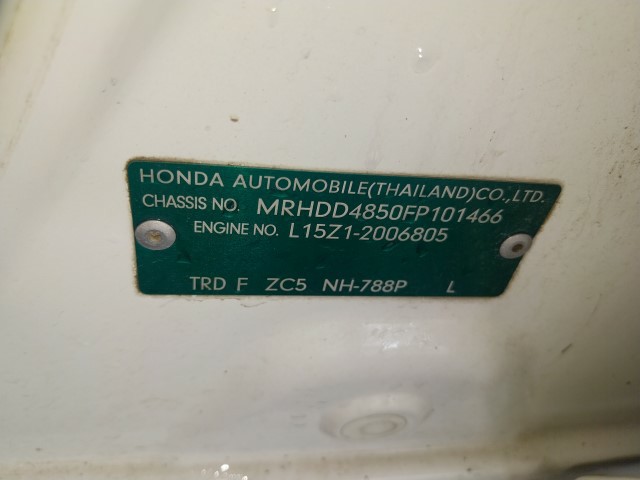 HONDA AUTOMOBILE(THAILAND)CO.,LTD.
CHASSIS NO. MRHDD4850FP101466
ENGINE NO. L15Z1-2006805
TRD F ZC5 NH-788P L